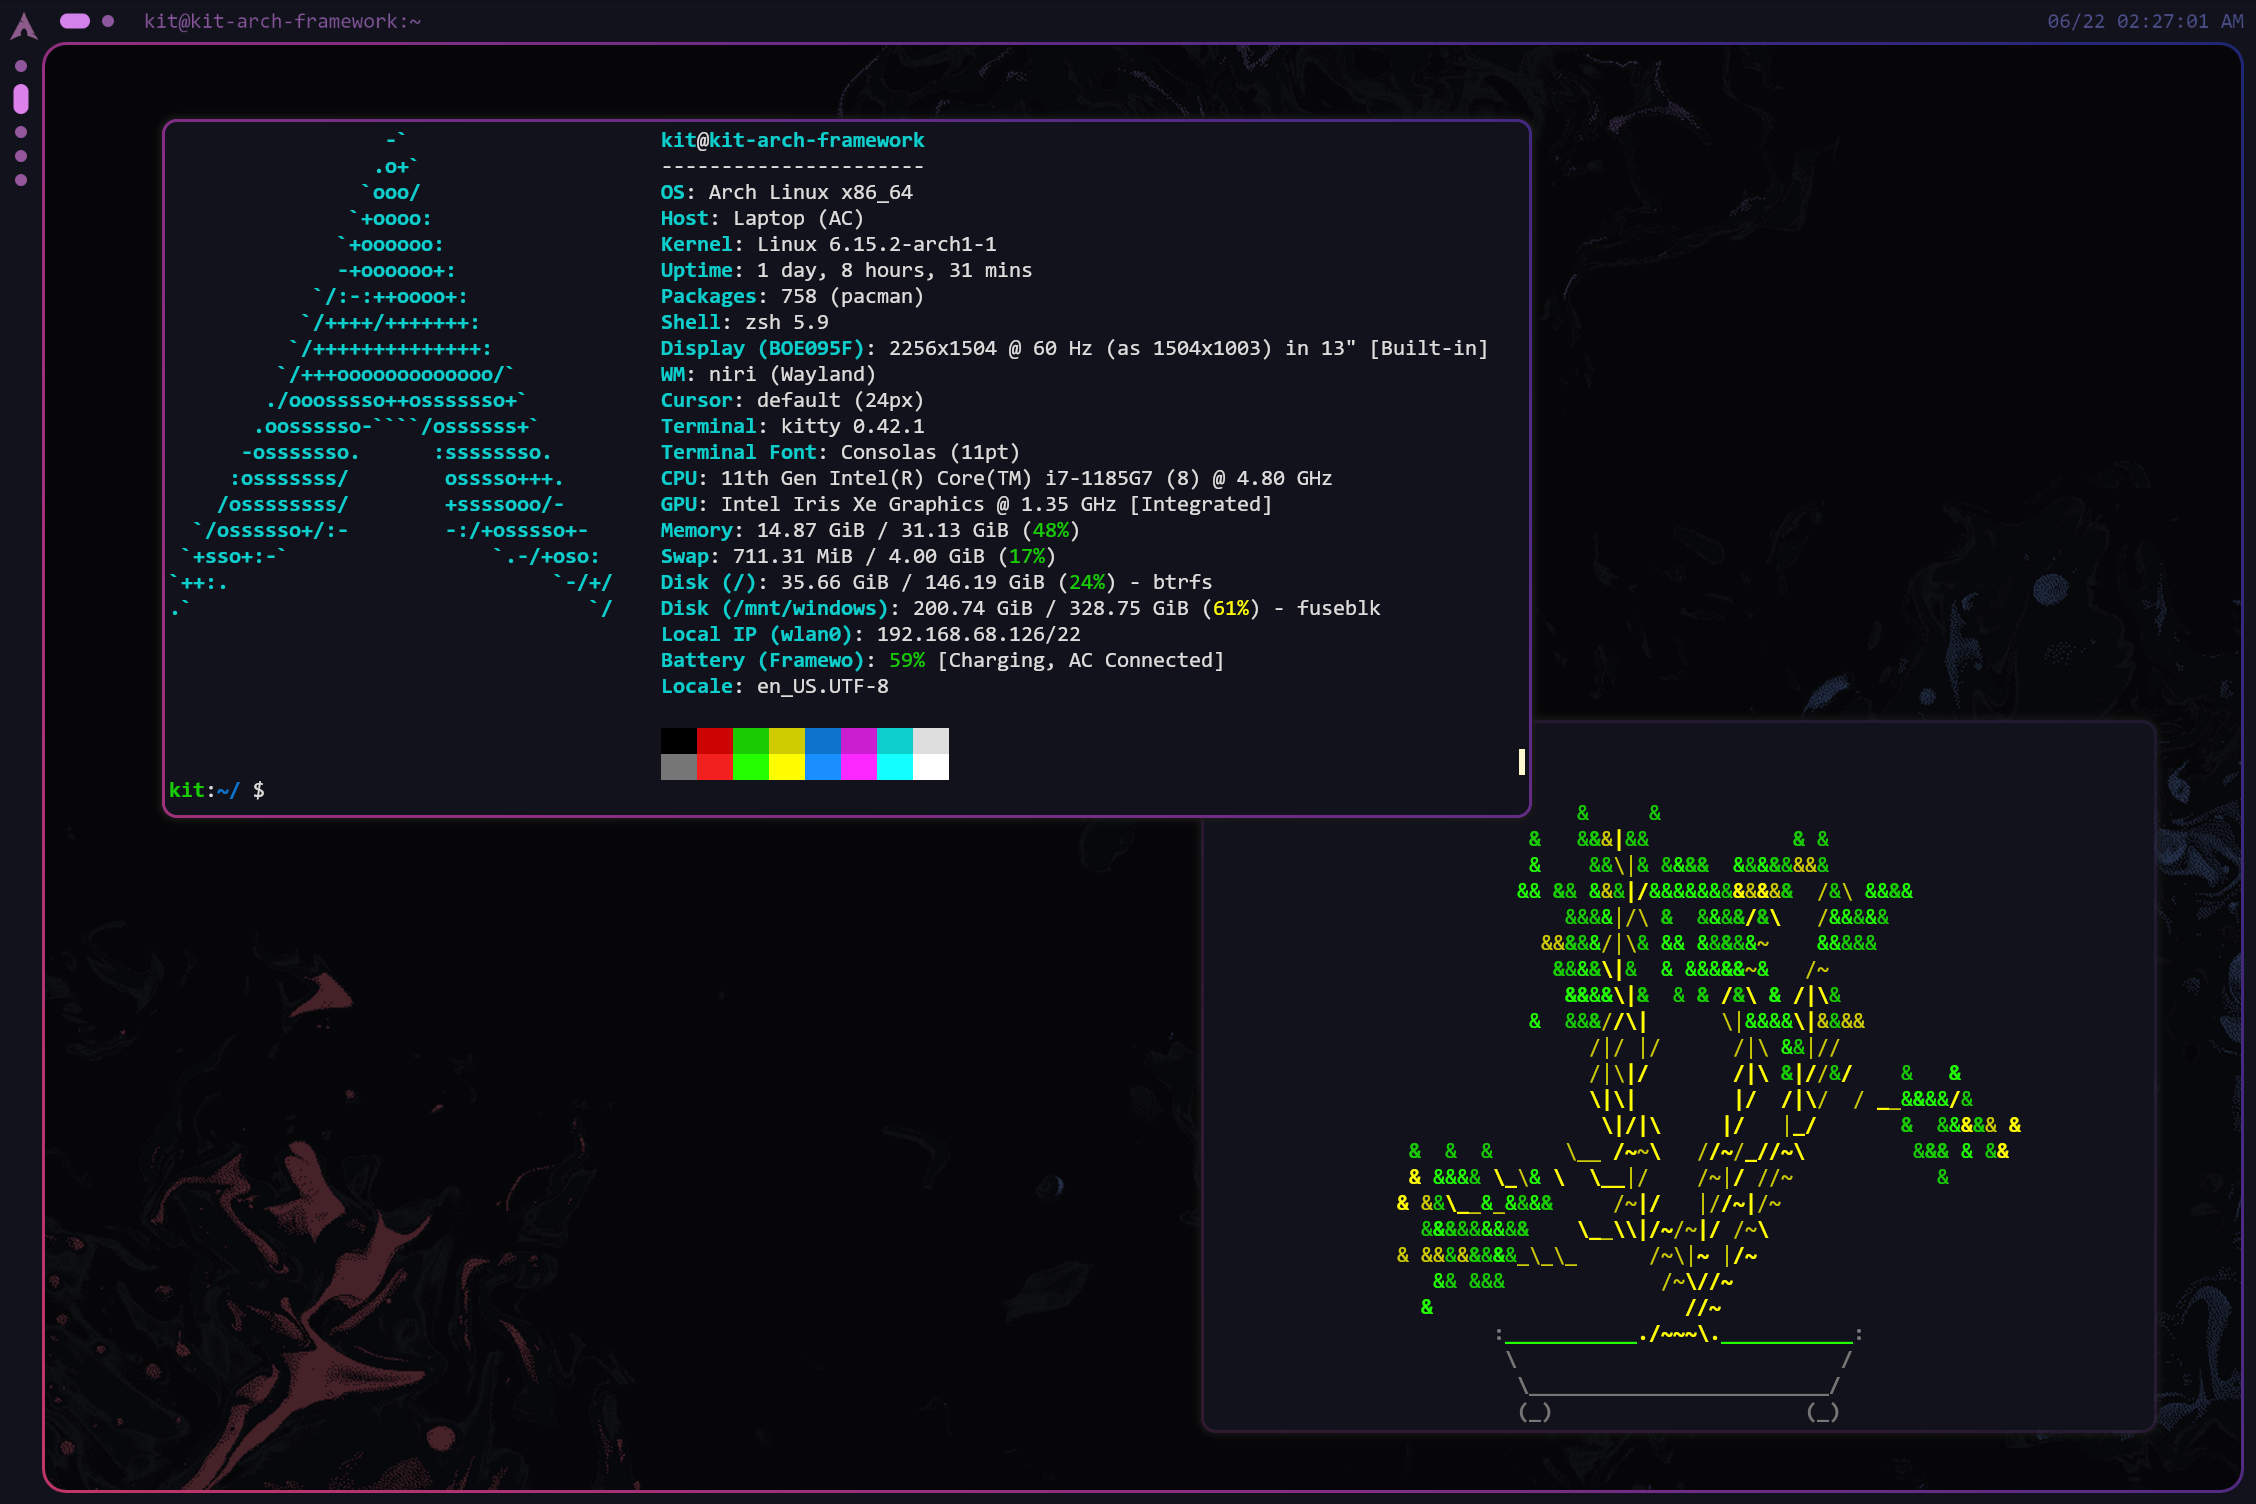 kit@kit-arch-framework:~
06/22 02:27:01 AM
kit@kit-arch-framework
----------------------
OS: Arch Linux x86_64
Host: Laptop (AC)
Kernel: Linux 6.15.2-arch1-1
Uptime: 1 day, 8 hours, 31 mins
Packages: 758 (pacman)
Shell: zsh 5.9
Display (BOE095F): 2256x1504 @ 60 Hz (as 1504x1003) in 13" [Built-in]
WM: niri (Wayland)
Cursor: default (24px)
Terminal: kitty 0.42.1
Terminal Font: Consolas (11pt)
CPU: 11th Gen Intel(R) Core(TM) i7-1185G7 (8) @ 4.80 GHz
GPU: Intel Iris Xe Graphics @ 1.35 GHz [Integrated]
Memory: 14.87 GiB / 31.13 GiB (48%)
Swap: 711.31 MiB / 4.00 GiB (17%)
Disk (/): 35.66 GiB / 146.19 GiB (24%) - btrfs
Disk (/mnt/windows): 200.74 GiB / 328.75 GiB (61%) - fuseblk
Local IP (wlan0): 192.168.68.126/22
Battery (Framewo): 59% [Charging, AC Connected]
Locale: en_US.UTF-8
kit:~/ $